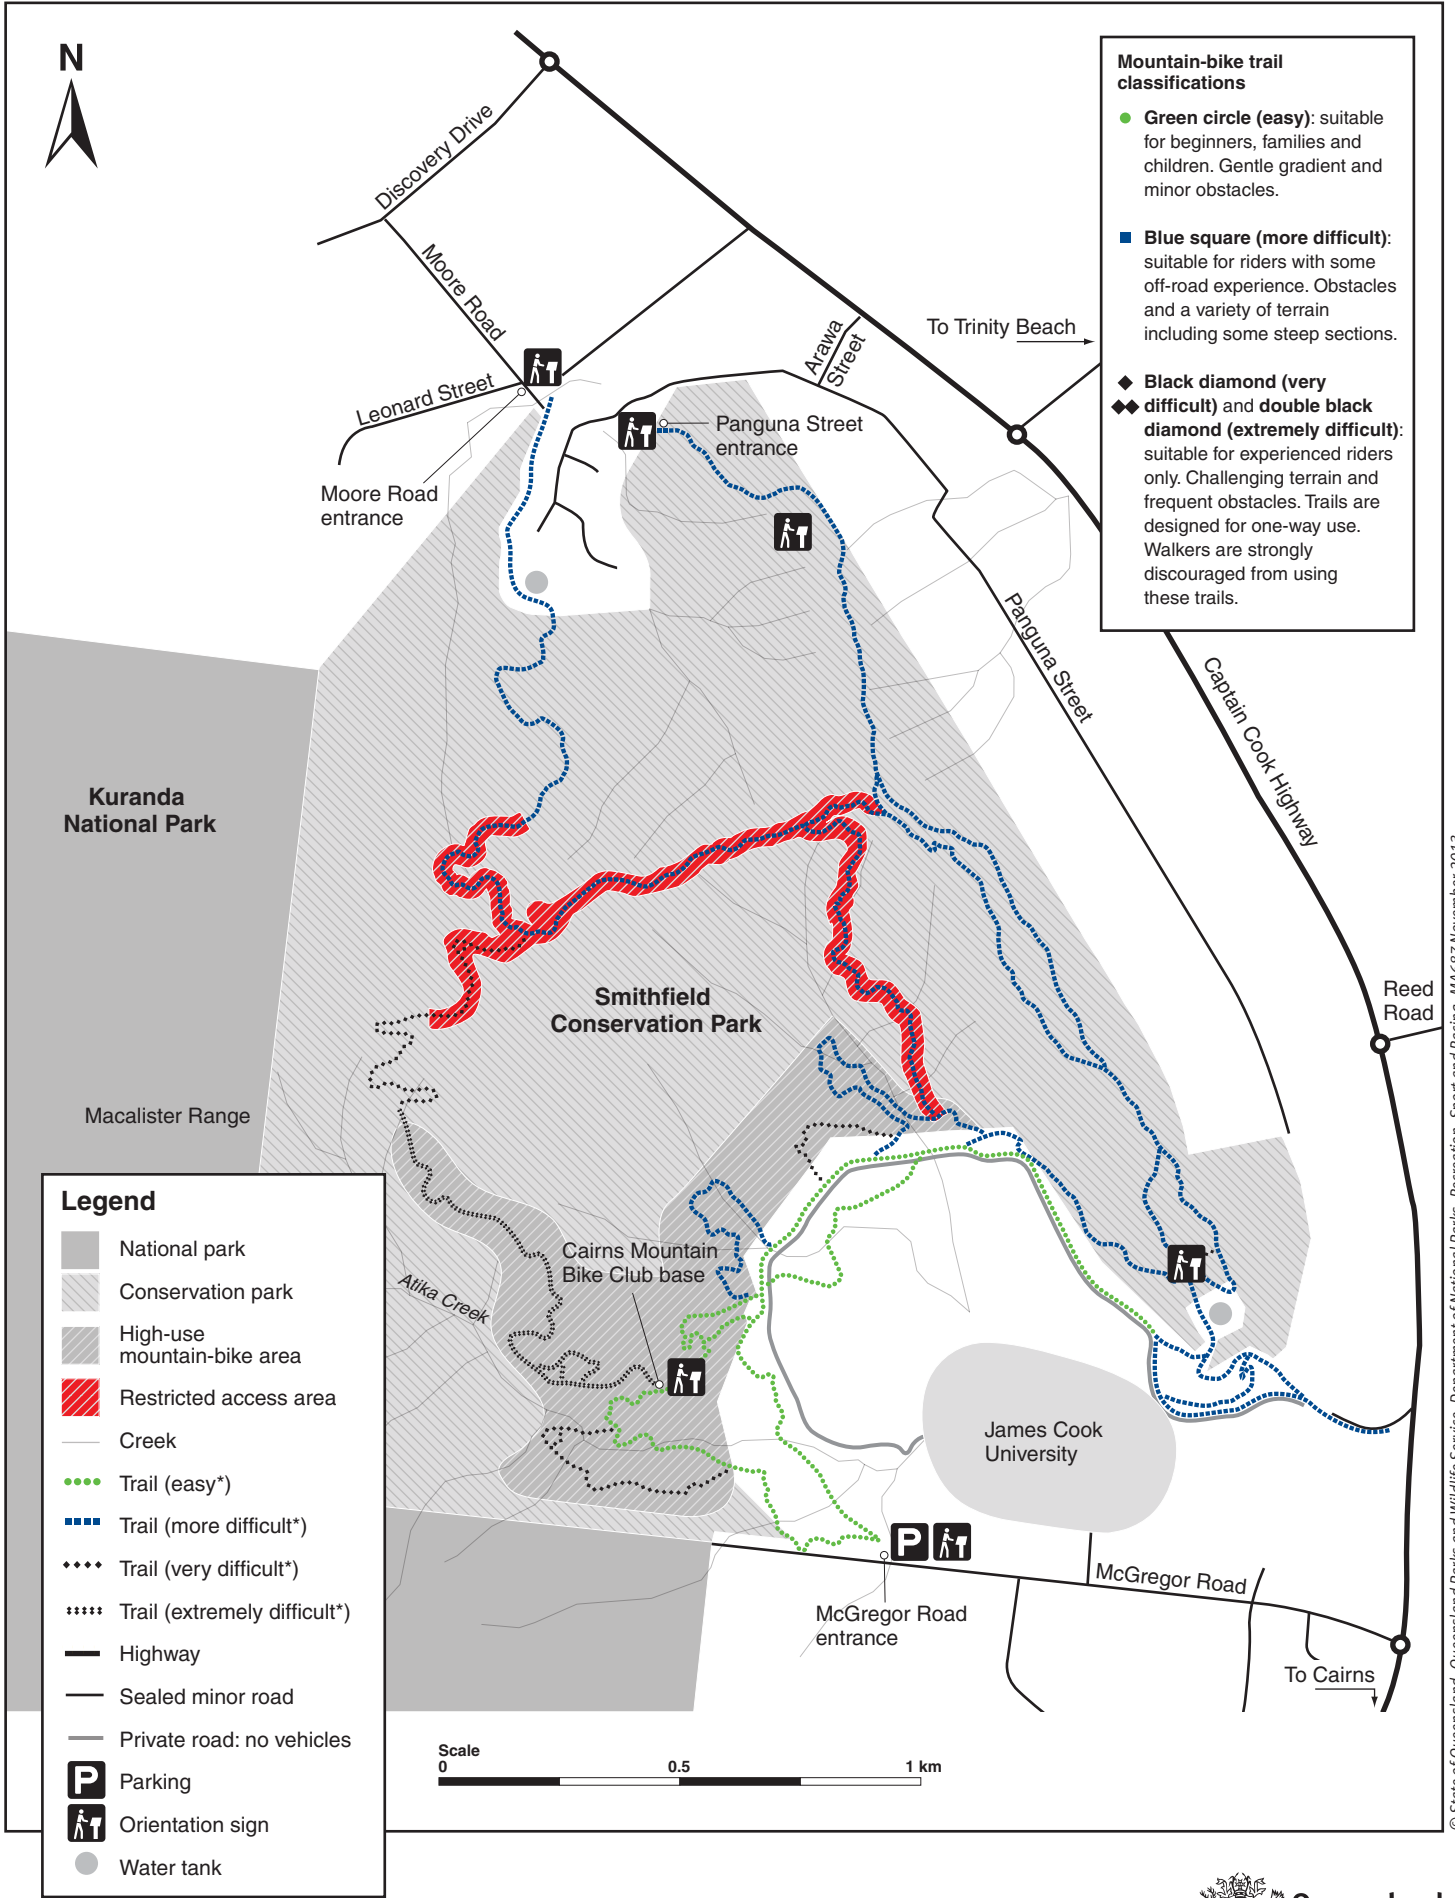 N
Discovery Drive
Moore Road
Leonard Street
Moore Road
entrance
Arawa
Street
Panguna Street
entrance
To Trinity Beach
Mountain-bike trail
classifications
Green circle (easy): suitable
for beginners, families and
children. Gentle gradient and
minor obstacles.
Blue square (more difficult):
suitable for riders with some
off-road experience. Obstacles
and a variety of terrain
including some steep sections.
Black diamond (very
difficult) and double black
diamond (extremely difficult):
suitable for experienced riders
only. Challenging terrain and
frequent obstacles. Trails are
designed for one-way use.
Walkers are strongly
discouraged from using
these trails.
Panguna Street
Captain Cook Highway
Kuranda
National Park
Smithfield
Conservation Park
Reed
Road
Macalister Range
Cairns Mountain
Bike Club base
Atika Creek
James Cook
University
P
McGregor Road
McGregor Road
entrance
To Cairns
Legend
National park
Conservation park
High-use
mountain-bike area
Restricted access area
Creek
Trail (easy*)
Trail (more difficult*)
Trail (very difficult*)
Trail (extremely difficult*)
Highway
Sealed minor road
Private road: no vehicles
P Parking
Orientation sign
Water tank
Scale
0 0.5 1 km